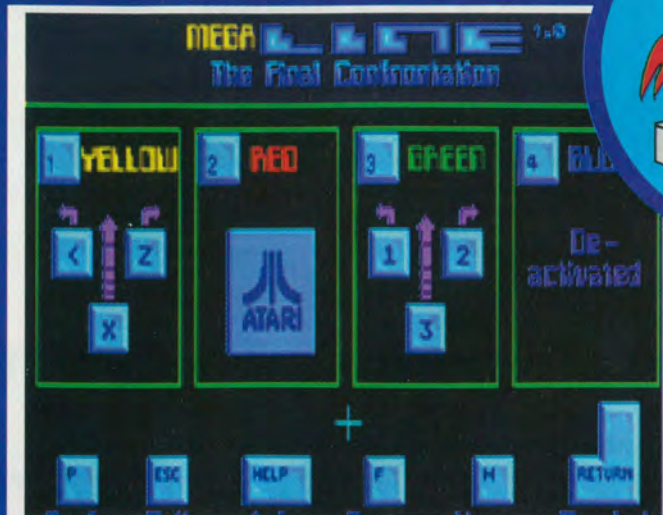 MEGA LINE 1.0
The Final Confrontation
1 YELLOW 2 RED 3 GREEN 4
< Z 1 2
De-
activated
X ATARI 3
P ESC HELP F H RETURN